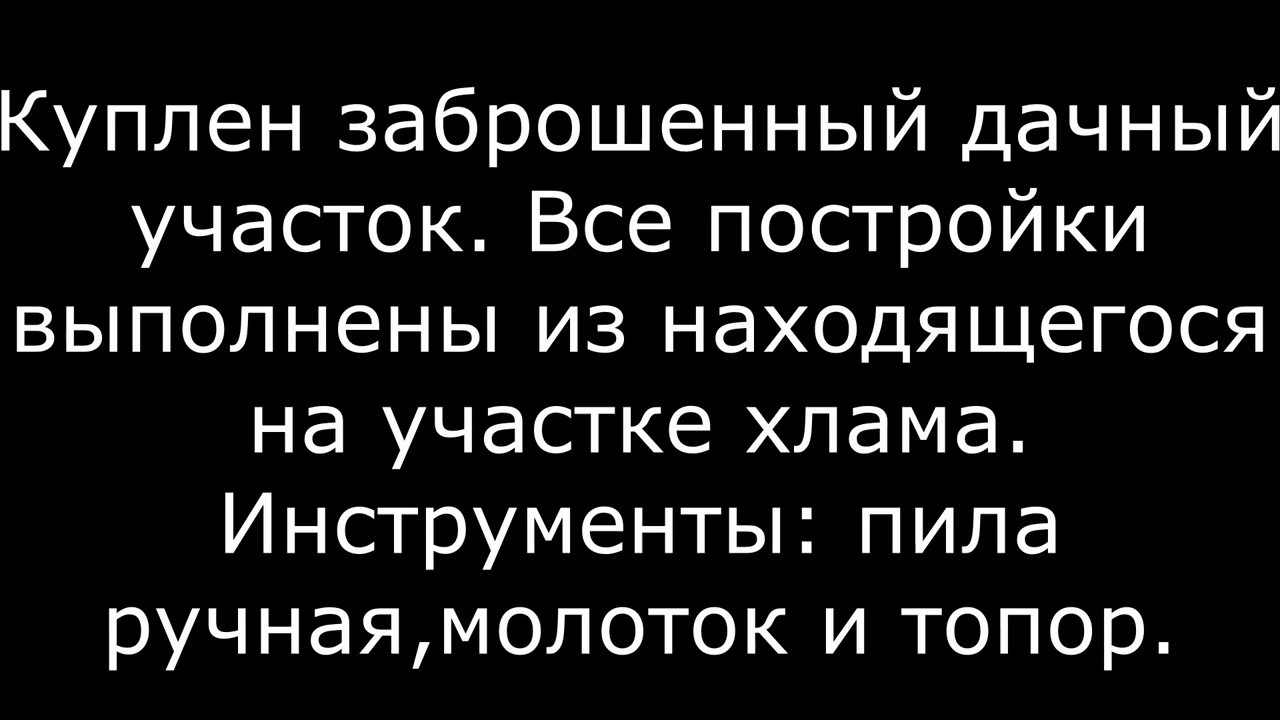 Куплен заброшенный дачный
участок. Все постройки
выполнены из находящегося
на участке хлама.
Инструменты: пила
ручная,молоток и топор.